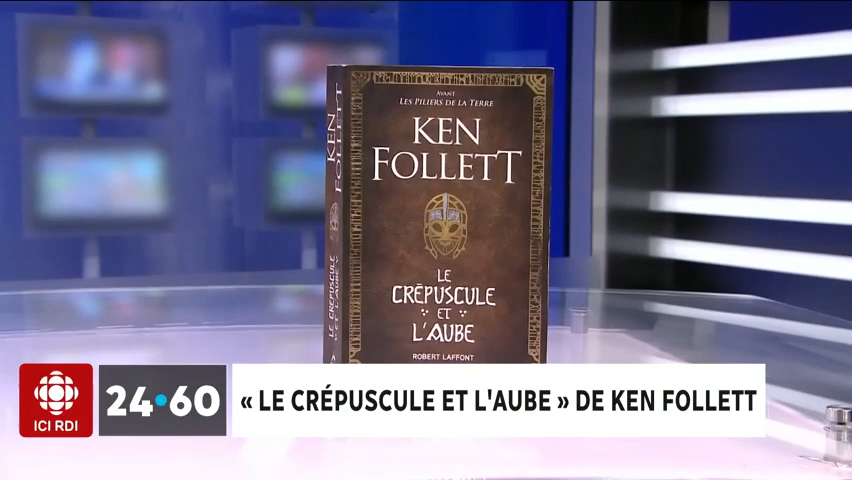 AVANT
LES PILIERS DE LA TERRE
KEN
FOLLETT
LE
CRÉPUSCULE
ET
L'AUBE
ROBERT LAFFONT
KEN FOLLETT
LE CRÉPUSCULE
ET L'AUBE
ICI RDI
24•60
« LE CRÉPUSCULE ET L'AUBE » DE KEN FOLLETT